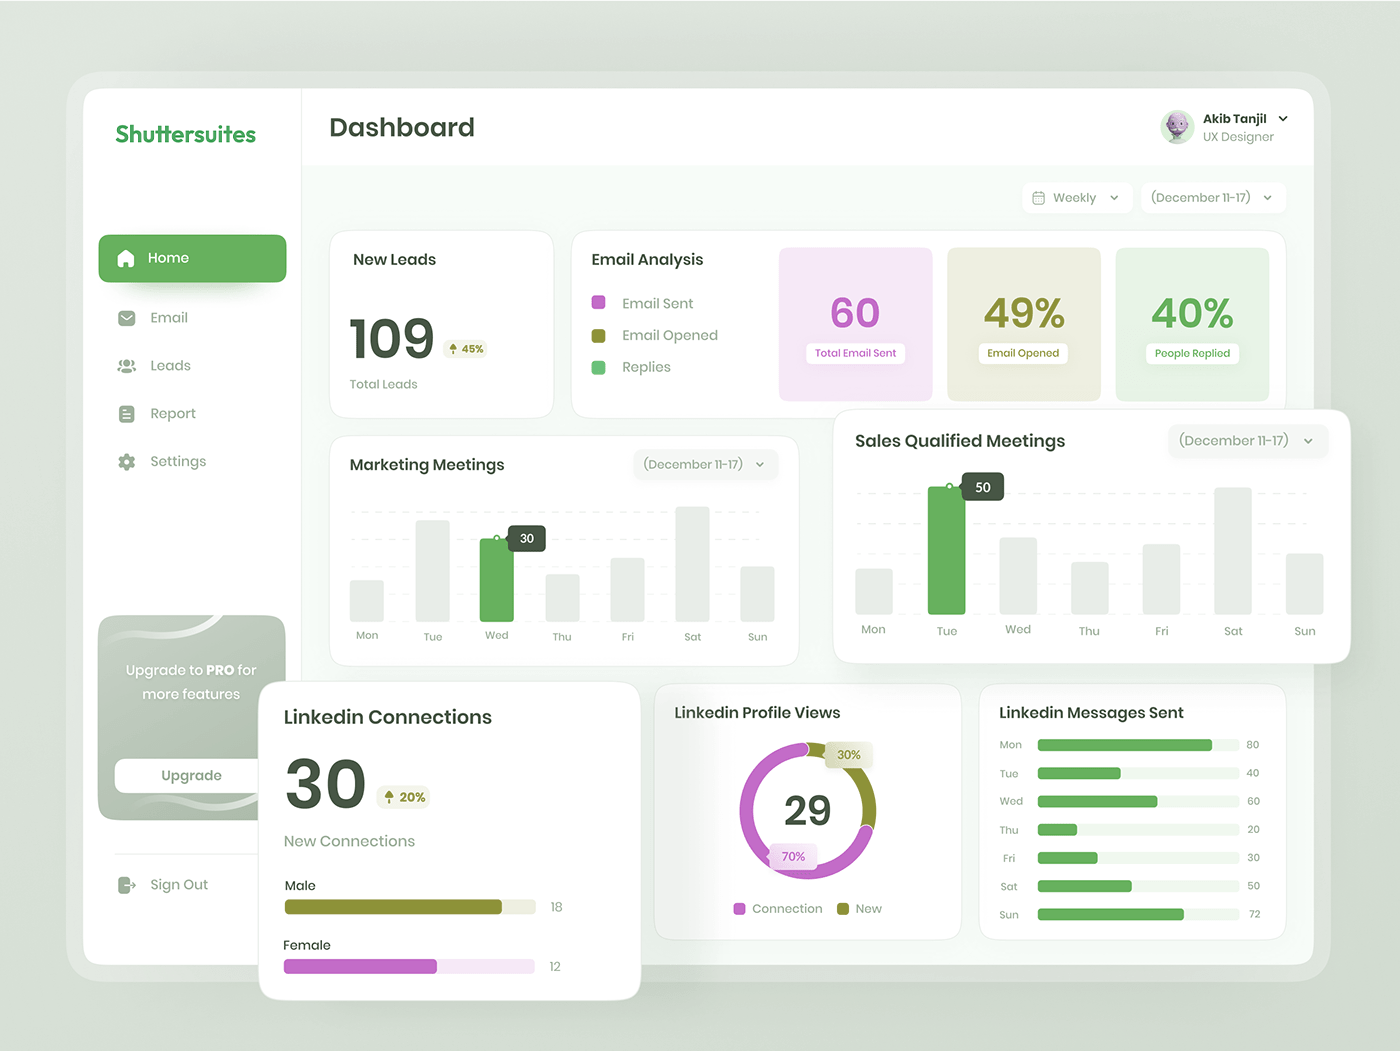 Shuttersuites
Dashboard
Akib Tanjil
UX Designer
Weekly
(December 11-17)
Home
Email
Leads
Report
Settings
New Leads
109
45%
Total Leads
Email Analysis
Email Sent
Email Opened
Replies
60
Total Email Sent
49%
Email Opened
40%
People Replied
Marketing Meetings
(December 11-17)
30
Mon Tue Wed Thu Fri Sat Sun
Sales Qualified Meetings
(December 11-17)
50
Mon Tue Wed Thu Fri Sat Sun
Upgrade to PRO for
more features
Upgrade
Sign Out
Linkedin Connections
30
20%
New Connections
Male
18
Female
12
Linkedin Profile Views
30%
29
70%
Connection
New
Linkedin Messages Sent
Mon 80
Tue 40
Wed 60
Thu 20
Fri 30
Sat 50
Sun 72